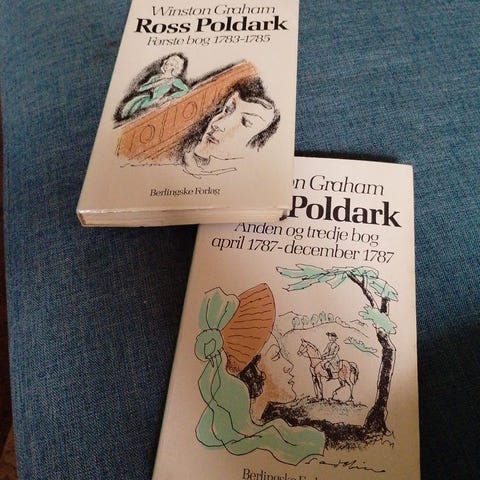 Winston Graham
Ross Poldark
Første bog 1783-1785
Berlingske Forlag
Graham
Poldark
Anden og tredje bog
april 1787-december 1787
Berlingske